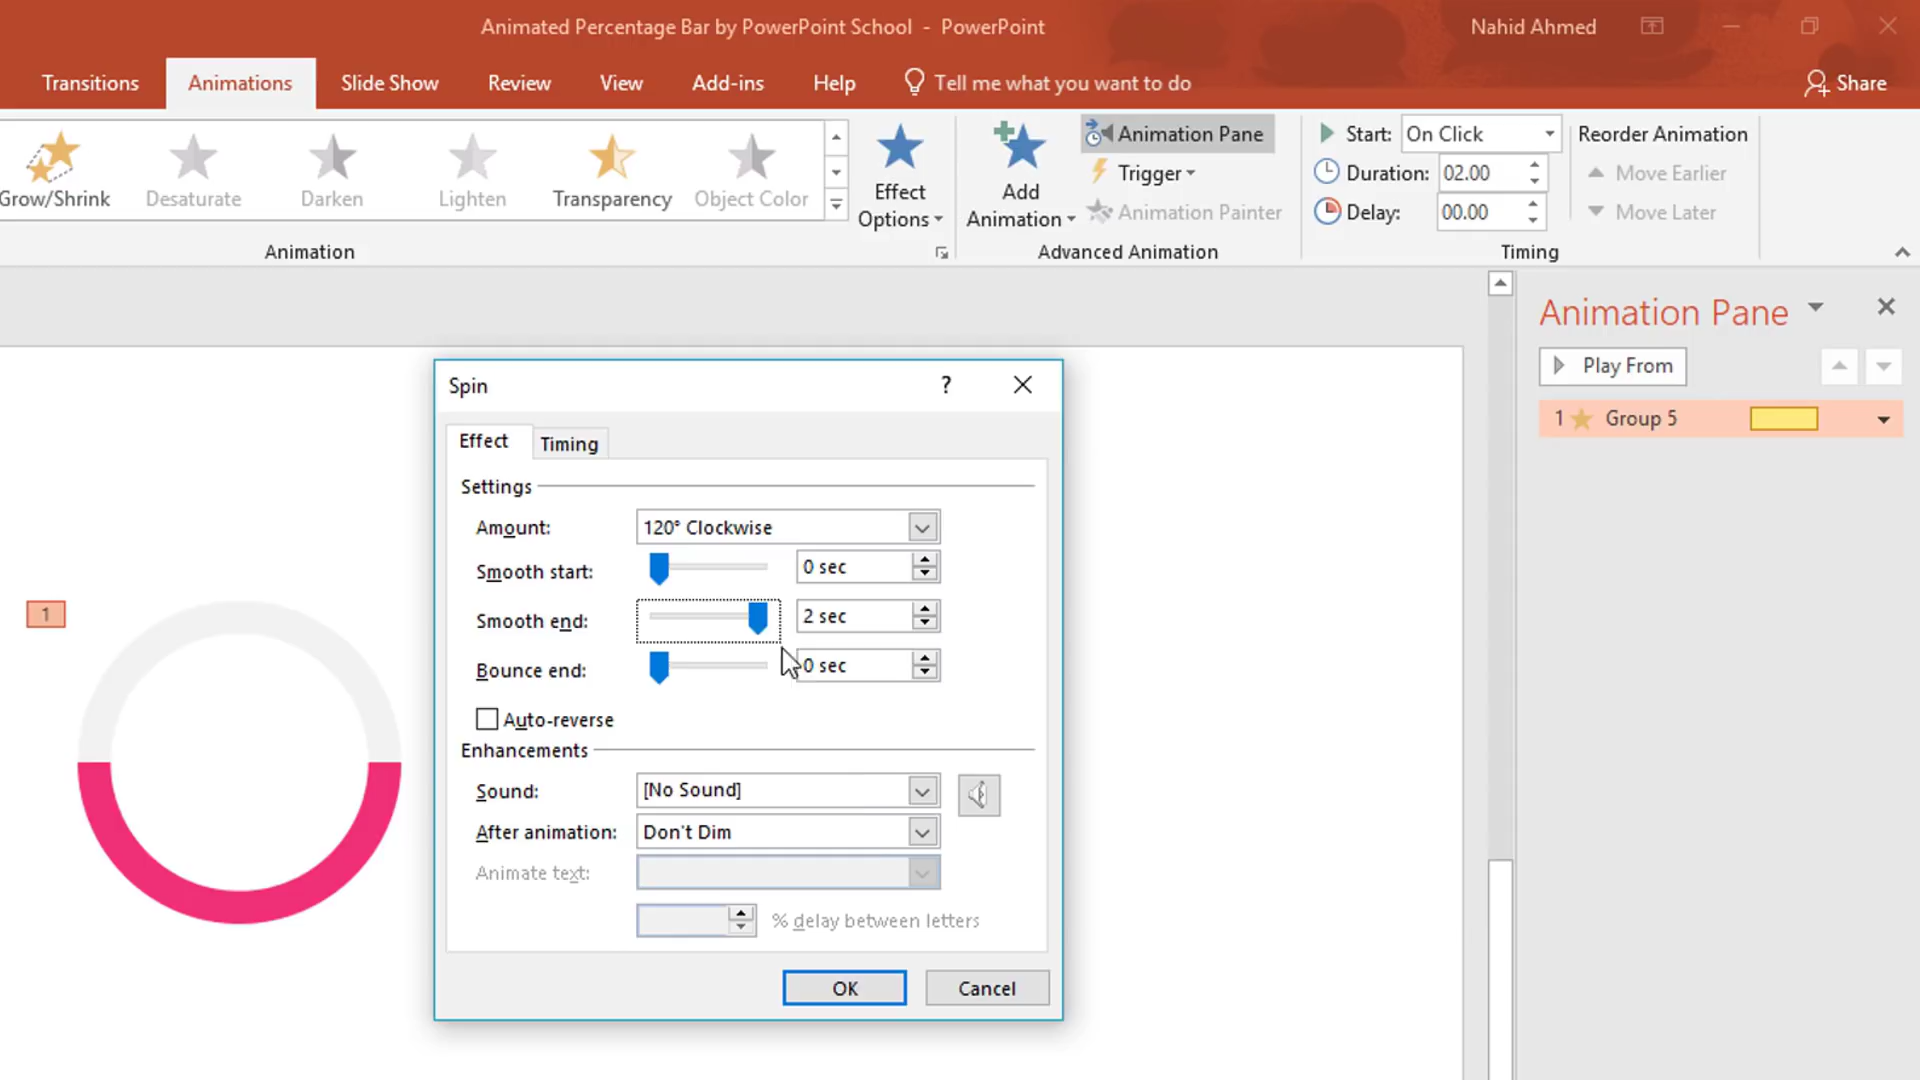 Animated Percentage Bar by PowerPoint School - PowerPoint
Nahid Ahmed
Transitions
Animations
Slide Show
Review
View
Add-ins
Help
Tell me what you want to do
Share
Grow/Shrink
Desaturate
Darken
Lighten
Transparency
Object Color
Effect
Options
Add
Animation
Animation Pane
Trigger
Animation Painter
Start: On Click
Duration: 02.00
Delay: 00.00
Reorder Animation
Move Earlier
Move Later
Animation
Advanced Animation
Timing
Animation Pane
Play From
1 Group 5
1
Spin
?
Effect
Timing
Settings
Amount: 120° Clockwise
Smooth start: 0 sec
Smooth end: 2 sec
Bounce end: 0 sec
Auto-reverse
Enhancements
Sound: [No Sound]
After animation: Don't Dim
Animate text:
% delay between letters
OK
Cancel